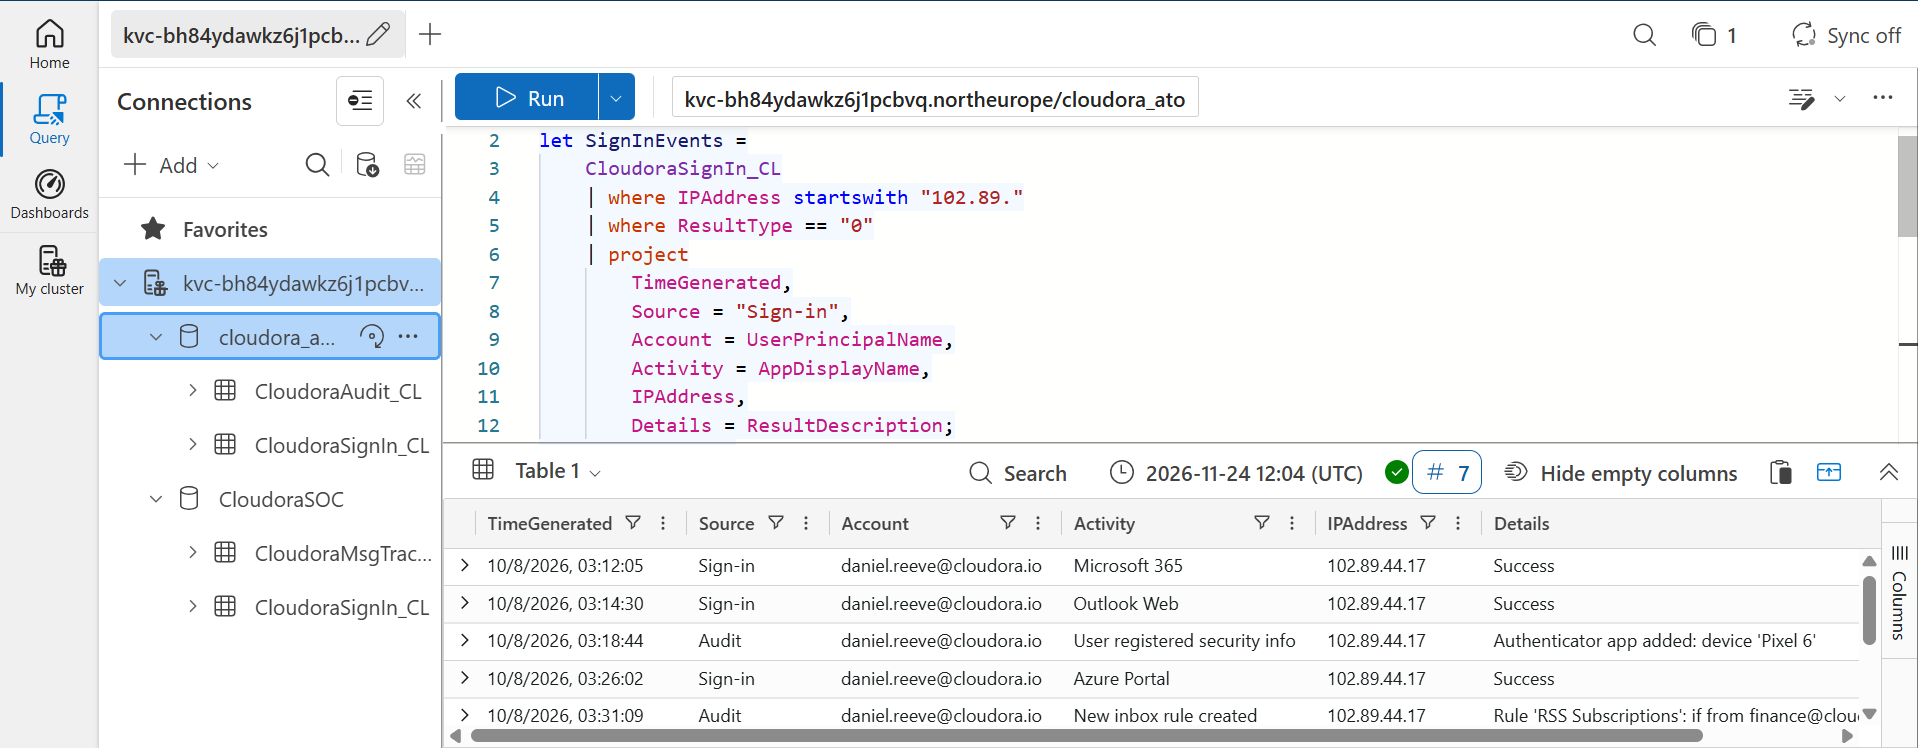 kvc-bh84ydawkz6j1pcb...
1
Sync off
Home
Query
Dashboards
My cluster
Connections
Add
Favorites
kvc-bh84ydawkz6j1pcbv...
cloudora_a...
CloudoraAudit_CL
CloudoraSignIn_CL
CloudoraSOC
CloudoraMsgTrac...
CloudoraSignIn_CL
Run
kvc-bh84ydawkz6j1pcbvq.northeurope/cloudora_ato
2 let SignInEvents =
3 CloudoraSignIn_CL
4 | where IPAddress startswith "102.89."
5 | where ResultType == "0"
6 | project
7 TimeGenerated,
8 Source = "Sign-in",
9 Account = UserPrincipalName,
10 Activity = AppDisplayName,
11 IPAddress,
12 Details = ResultDescription;
Table 1 Search 2026-11-24 12:04 (UTC) # 7 Hide empty columns
TimeGenerated Source Account Activity IPAddress Details
10/8/2026, 03:12:05 Sign-in daniel.reeve@cloudora.io Microsoft 365 102.89.44.17 Success
10/8/2026, 03:14:30 Sign-in daniel.reeve@cloudora.io Outlook Web 102.89.44.17 Success
10/8/2026, 03:18:44 Audit daniel.reeve@cloudora.io User registered security info 102.89.44.17 Authenticator app added: device 'Pixel 6'
10/8/2026, 03:26:02 Sign-in daniel.reeve@cloudora.io Azure Portal 102.89.44.17 Success
10/8/2026, 03:31:09 Audit daniel.reeve@cloudora.io New inbox rule created 102.89.44.17 Rule 'RSS Subscriptions': if from finance@clou
Columns